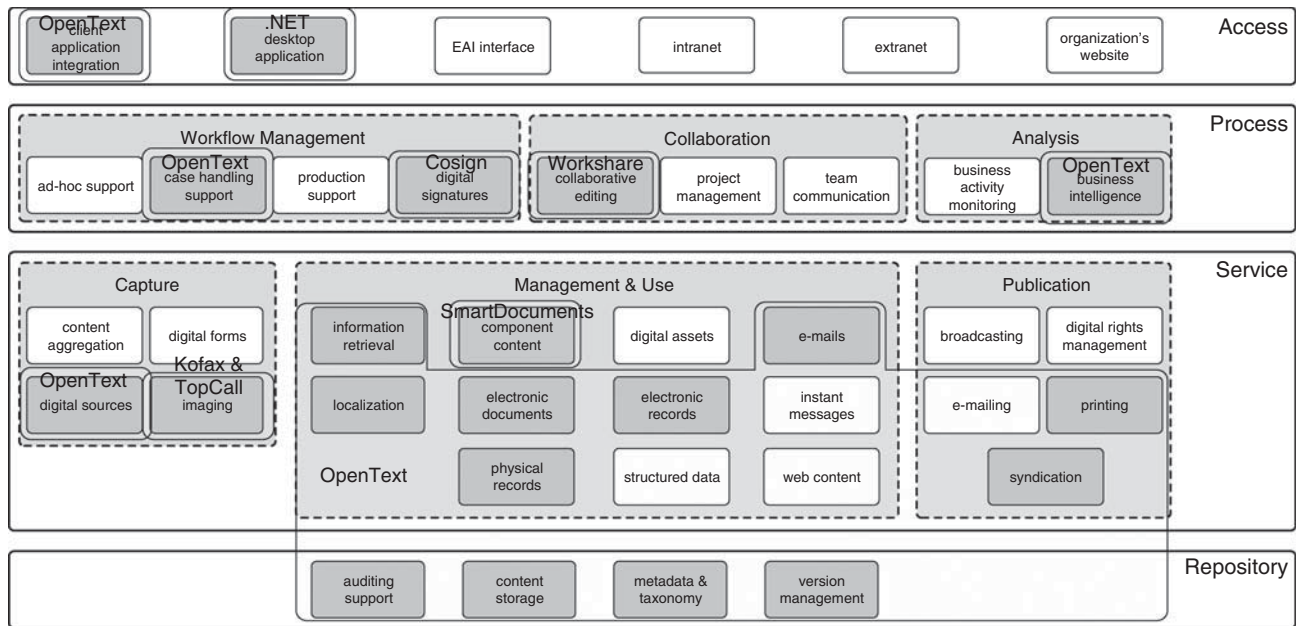 Access
OpenText
client
application
integration
.NET
desktop
application
EAI interface
intranet
extranet
organization's
website
Process
Workflow Management
ad-hoc support
OpenText
case handling
support
production
support
Cosign
digital
signatures
Collaboration
Workshare
collaborative
editing
project
management
team
communication
Analysis
business
activity
monitoring
OpenText
business
intelligence
Service
Capture
content
aggregation
digital forms
OpenText
digital sources
Kofax &
TopCall
imaging
Management & Use
information
retrieval
SmartDocuments
component
content
digital assets
e-mails
localization
electronic
documents
electronic
records
instant
messages
OpenText
physical
records
structured data
web content
Publication
broadcasting
digital rights
management
e-mailing
printing
syndication
Repository
auditing
support
content
storage
metadata &
taxonomy
version
management